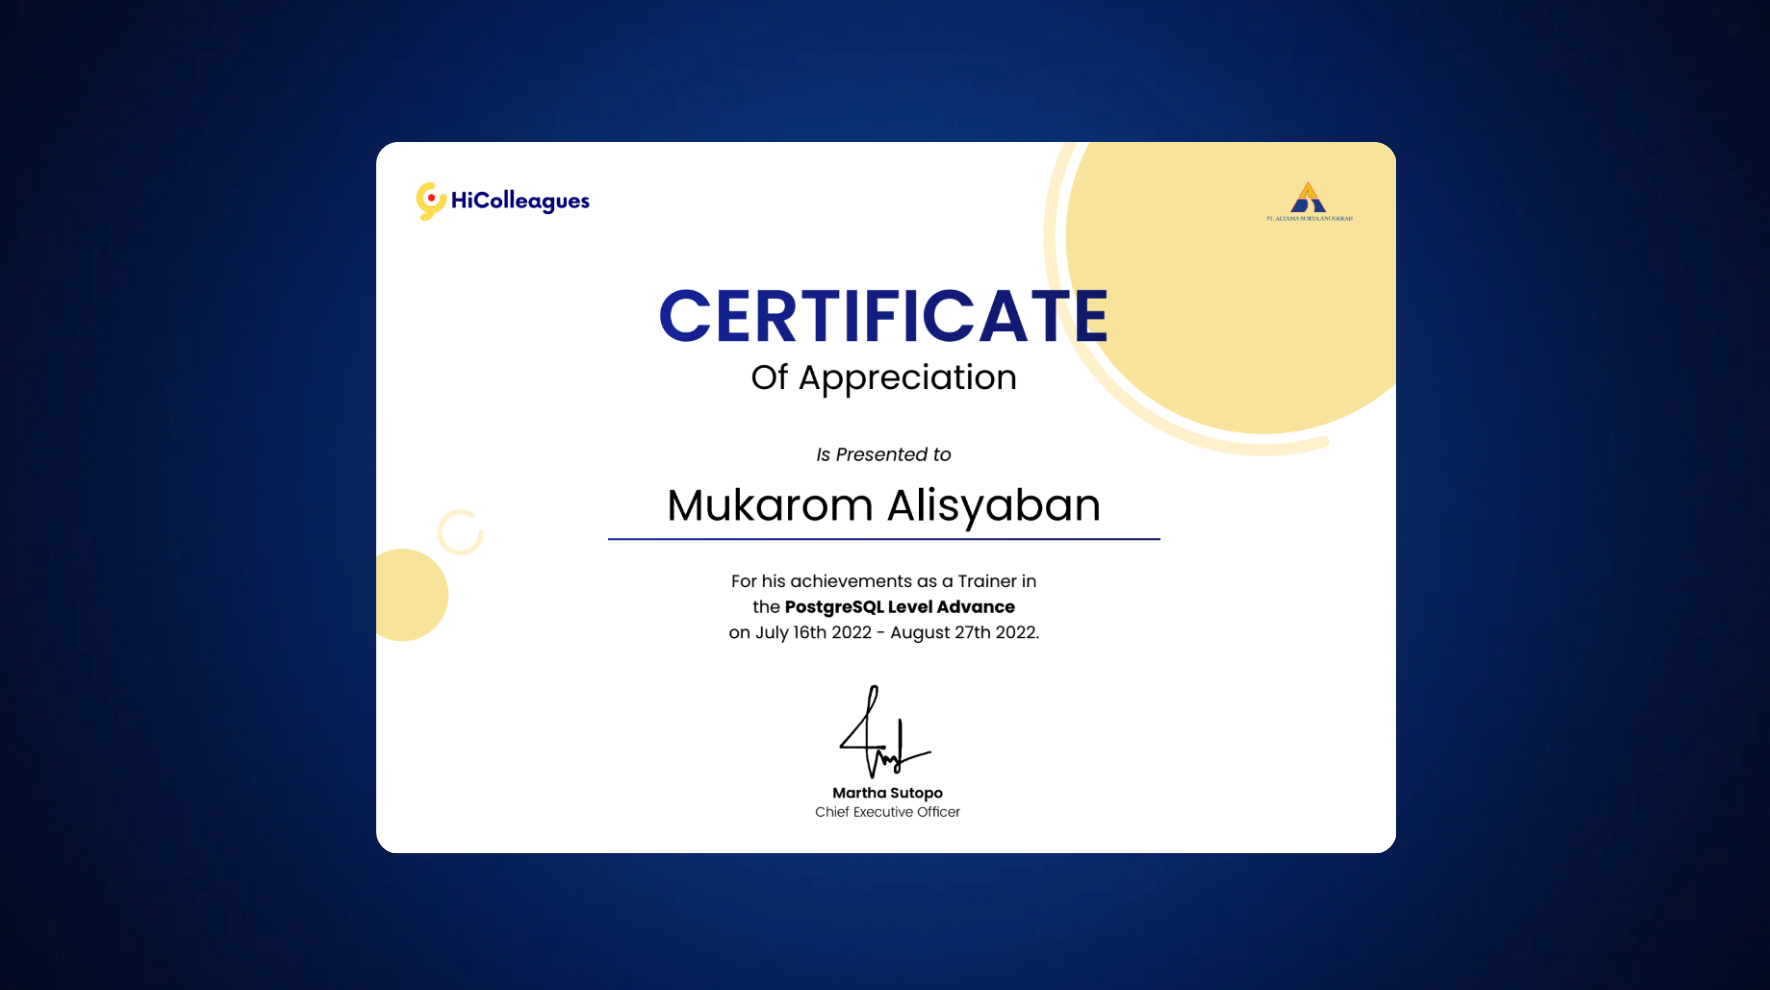 HiColleagues
PT. ALISMA SURYA ANUGERAH
CERTIFICATE
Of Appreciation
Is Presented to
Mukarom Alisyaban
For his achievements as a Trainer in
the PostgreSQL Level Advance
on July 16th 2022 - August 27th 2022.
Martha Sutopo
Chief Executive Officer